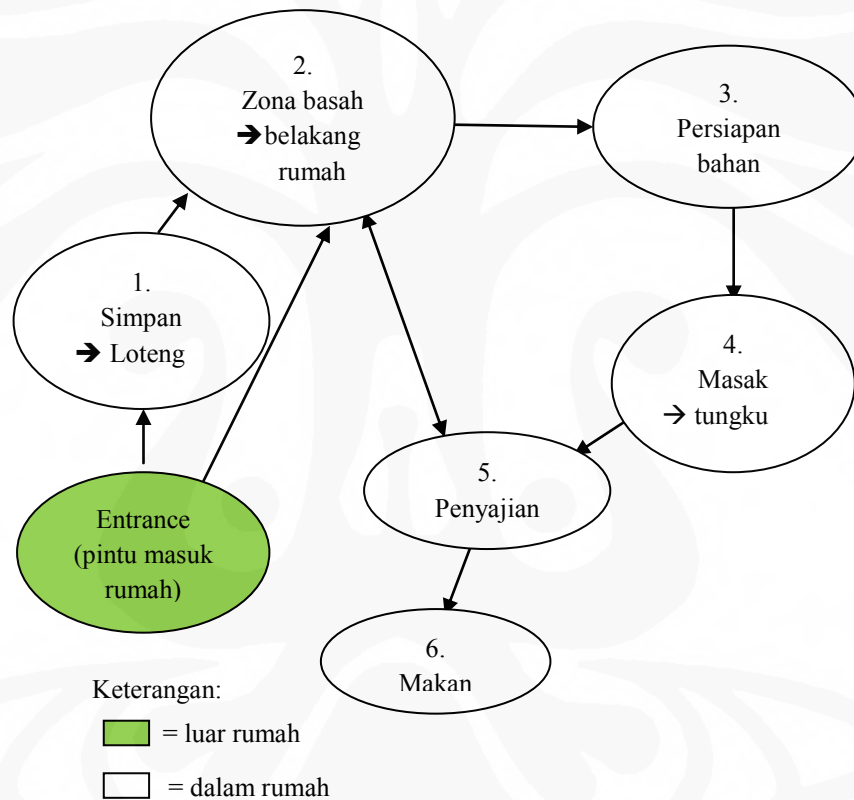 2.
Zona basah
➔ belakang
rumah
3.
Persiapan
bahan
1.
Simpan
➔ Loteng
4.
Masak
→ tungku
5.
Penyajian
Entrance
(pintu masuk
rumah)
6.
Makan
Keterangan:
= luar rumah
= dalam rumah